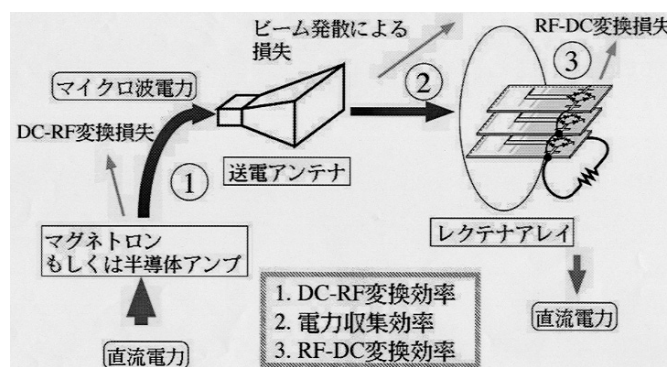 ビーム発散による
損失
RF-DC変換損失
③
マイクロ波電力
②
DC-RF変換損失
①
送電アンテナ
マグネトロン
もしくは半導体アンプ
レクテナアレイ
1. DC-RF変換効率
2. 電力収集効率
3. RF-DC変換効率
直流電力
直流電力